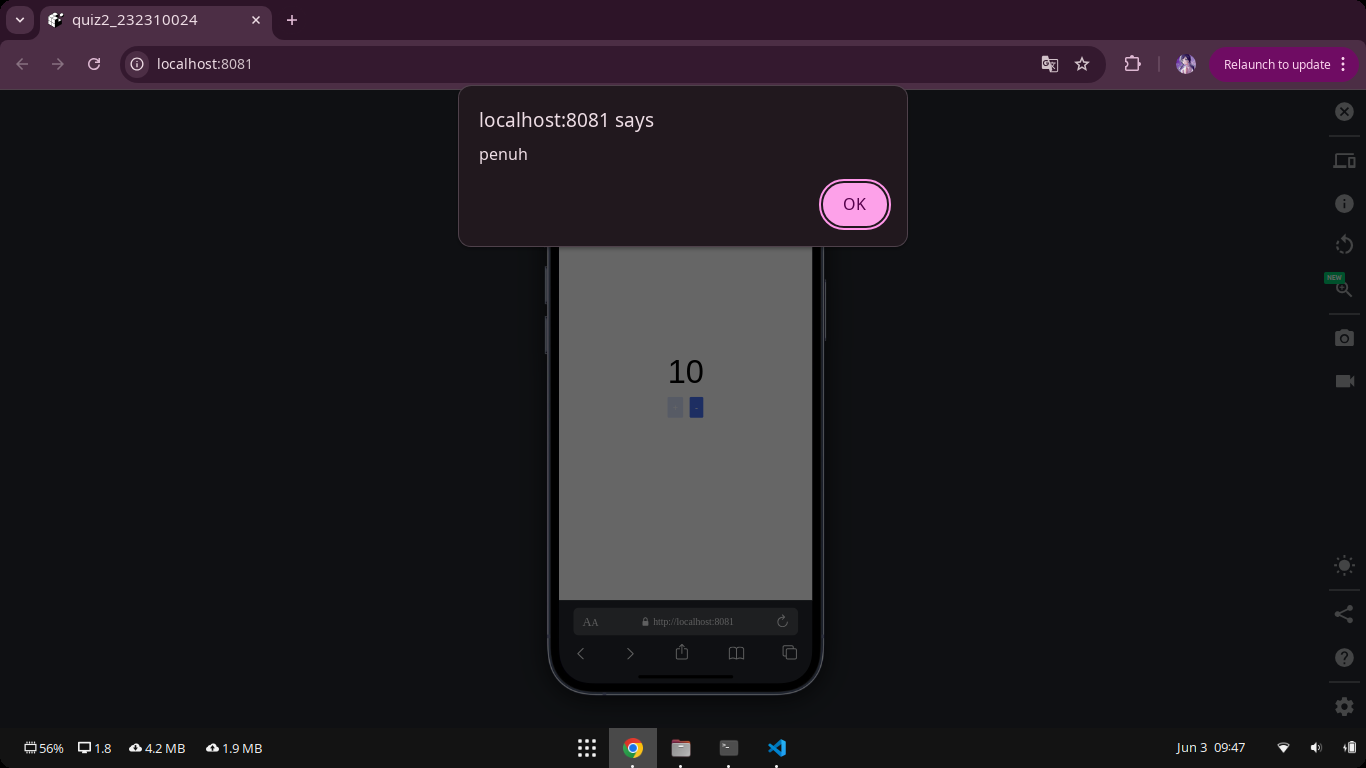 quiz2_232310024
localhost:8081
Relaunch to update
localhost:8081 says
penuh
OK
NEW
10
AA
http://localhost:8081
56%
1.8
4.2 MB
1.9 MB
Jun 3 09:47